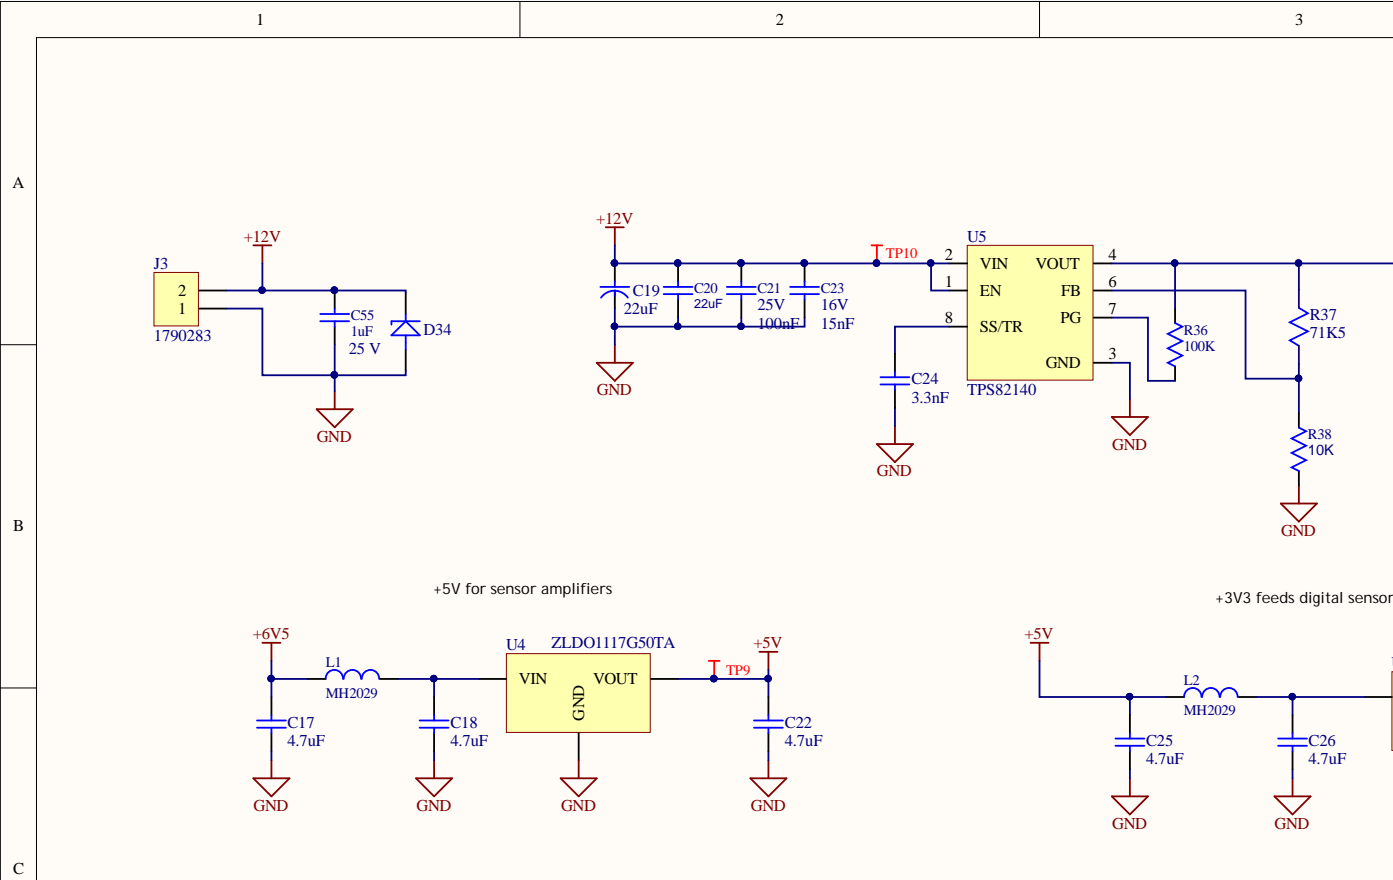 1
2
3
A
B
C
+12V
J3
2
1
1790283
C55
1uF
25 V
D34
GND
+12V
C19
22uF
C20
22uF
C21
25V
100nF
C23
16V
15nF
GND
TP10
C24
3.3nF
GND
U5
2
VIN
1
EN
8
SS/TR
VOUT
4
FB
6
PG
7
GND
3
TPS82140
GND
R36
100K
R37
71K5
R38
10K
GND
+5V for sensor amplifiers
+6V5
L1
MH2029
C17
4.7uF
GND
C18
4.7uF
GND
U4
ZLDO1117G50TA
VIN
VOUT
GND
GND
TP9
+5V
C22
4.7uF
GND
+3V3 feeds digital sensor
+5V
L2
MH2029
C25
4.7uF
GND
C26
4.7uF
GND